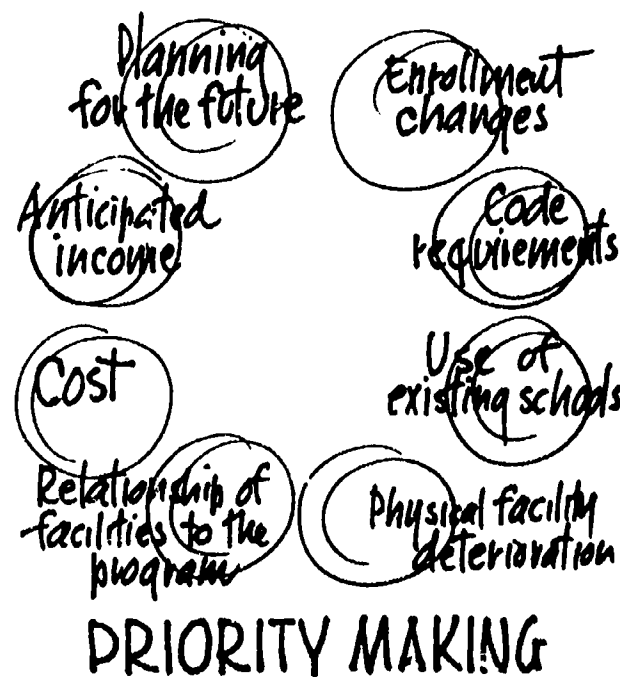 Planning
for the future
Enrollment
changes
Anticipated
income
Code
requirements
Cost
Use of
existing schools
Relationship of
facilities to the
program
Physical facility
deterioration
PRIORITY MAKING